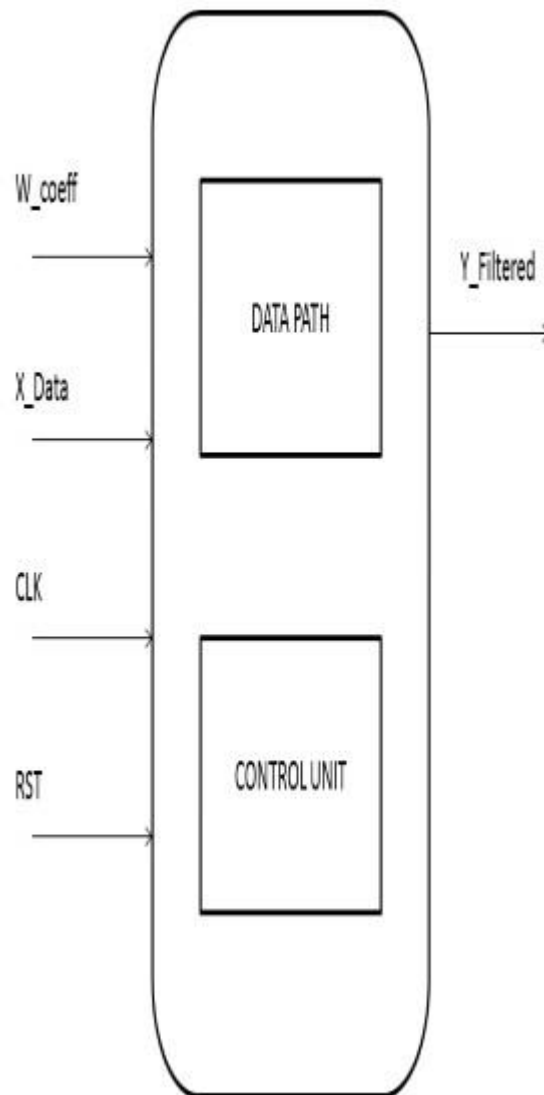 W_coeff
Y_Filtered
DATA PATH
X_Data
CLK
CONTROL UNIT
RST